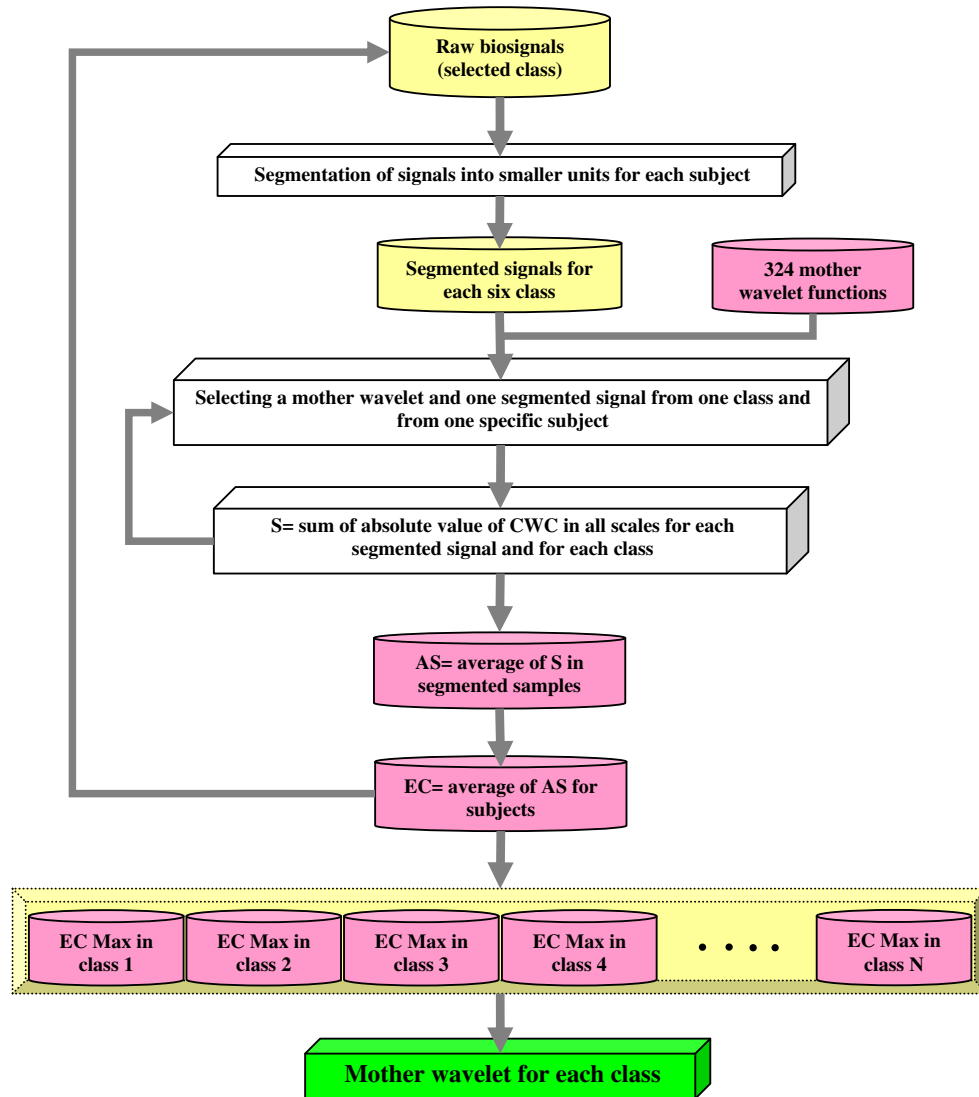 Raw biosignals
(selected class)
Segmentation of signals into smaller units for each subject
Segmented signals for
each six class
324 mother
wavelet functions
Selecting a mother wavelet and one segmented signal from one class and
from one specific subject
S= sum of absolute value of CWC in all scales for each
segmented signal and for each class
AS= average of S in
segmented samples
EC= average of AS for
subjects
EC Max in
class 1
EC Max in
class 2
EC Max in
class 3
EC Max in
class 4
. . . .
EC Max in
class N
Mother wavelet for each class